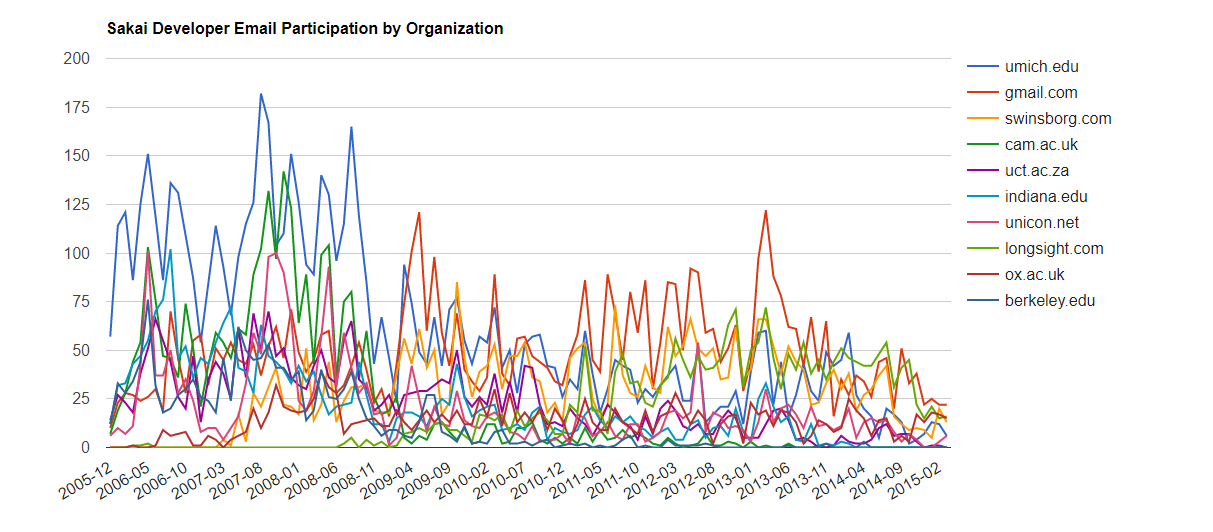 Sakai Developer Email Participation by Organization
200
175
150
125
100
75
50
25
0
2005-12
2006-05
2006-10
2007-03
2007-08
2008-01
2008-06
2008-11
2009-04
2009-09
2010-02
2010-07
2010-12
2011-05
2011-10
2012-03
2012-08
2013-01
2013-06
2013-11
2014-04
2014-09
2015-02
umich.edu
gmail.com
swinsborg.com
cam.ac.uk
uct.ac.za
indiana.edu
unicon.net
longsight.com
ox.ac.uk
berkeley.edu